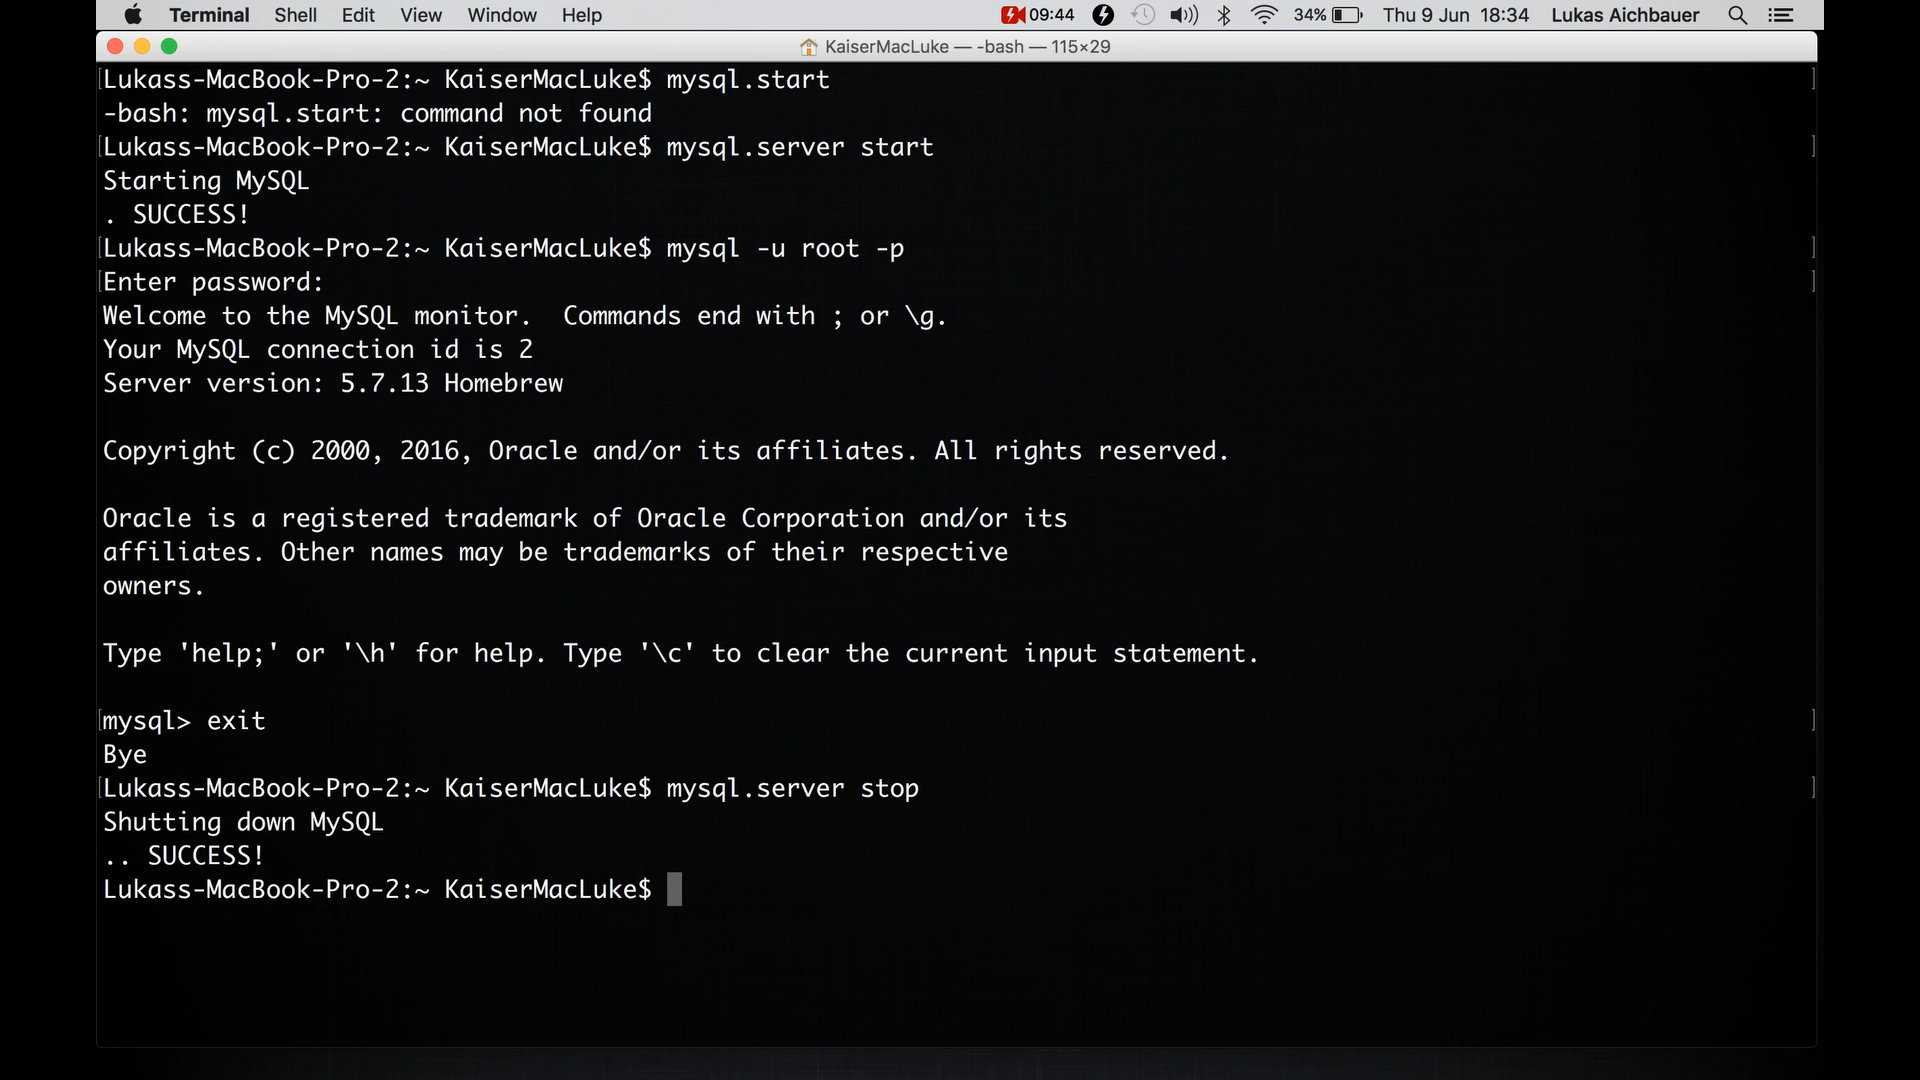 Terminal Shell Edit View Window Help 09:44 34% Thu 9 Jun 18:34 Lukas Aichbauer
KaiserMacLuke — -bash — 115×29
Lukass-MacBook-Pro-2:~ KaiserMacLuke$ mysql.start
-bash: mysql.start: command not found
Lukass-MacBook-Pro-2:~ KaiserMacLuke$ mysql.server start
Starting MySQL
. SUCCESS!
Lukass-MacBook-Pro-2:~ KaiserMacLuke$ mysql -u root -p
Enter password:
Welcome to the MySQL monitor.  Commands end with ; or \g.
Your MySQL connection id is 2
Server version: 5.7.13 Homebrew
Copyright (c) 2000, 2016, Oracle and/or its affiliates. All rights reserved.
Oracle is a registered trademark of Oracle Corporation and/or its
affiliates. Other names may be trademarks of their respective
owners.
Type 'help;' or '\h' for help. Type '\c' to clear the current input statement.
mysql> exit
Bye
Lukass-MacBook-Pro-2:~ KaiserMacLuke$ mysql.server stop
Shutting down MySQL
.. SUCCESS!
Lukass-MacBook-Pro-2:~ KaiserMacLuke$